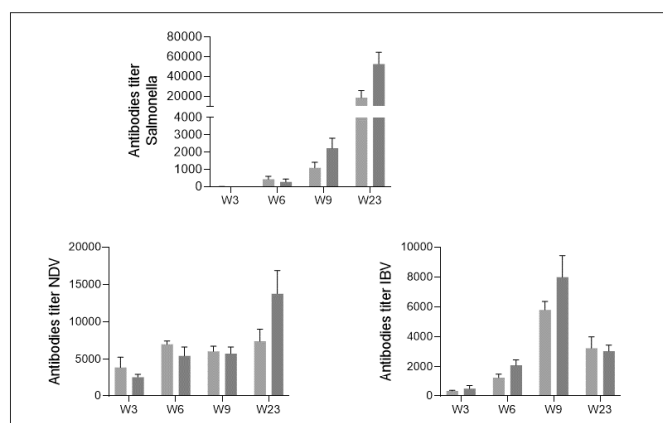 Antibodies titer
Salmonella
80000
60000
40000
20000
4000
3000
2000
1000
0
W3 W6 W9 W23
Antibodies titer NDV
20000
15000
10000
5000
0
W3 W6 W9 W23
Antibodies titer IBV
10000
8000
6000
4000
2000
0
W3 W6 W9 W23